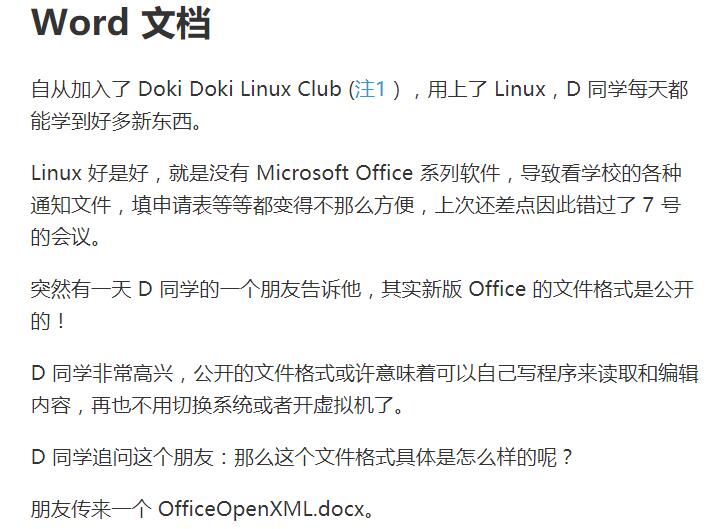 Word 文档
自从加入了 Doki Doki Linux Club (注1 ) ，用上了 Linux，D 同学每天都
能学到好多新东西。
Linux 好是好，就是没有 Microsoft Office 系列软件，导致看学校的各种
通知文件，填申请表等等都变得不那么方便，上次还差点因此错过了 7 号
的会议。
突然有一天 D 同学的一个朋友告诉他，其实新版 Office 的文件格式是公开
的！
D 同学非常高兴，公开的文件格式或许意味着可以自己写程序来读取和编辑
内容，再也不用切换系统或者开虚拟机了。
D 同学追问这个朋友：那么这个文件格式具体是怎么样的呢？
朋友传来一个 OfficeOpenXML.docx。